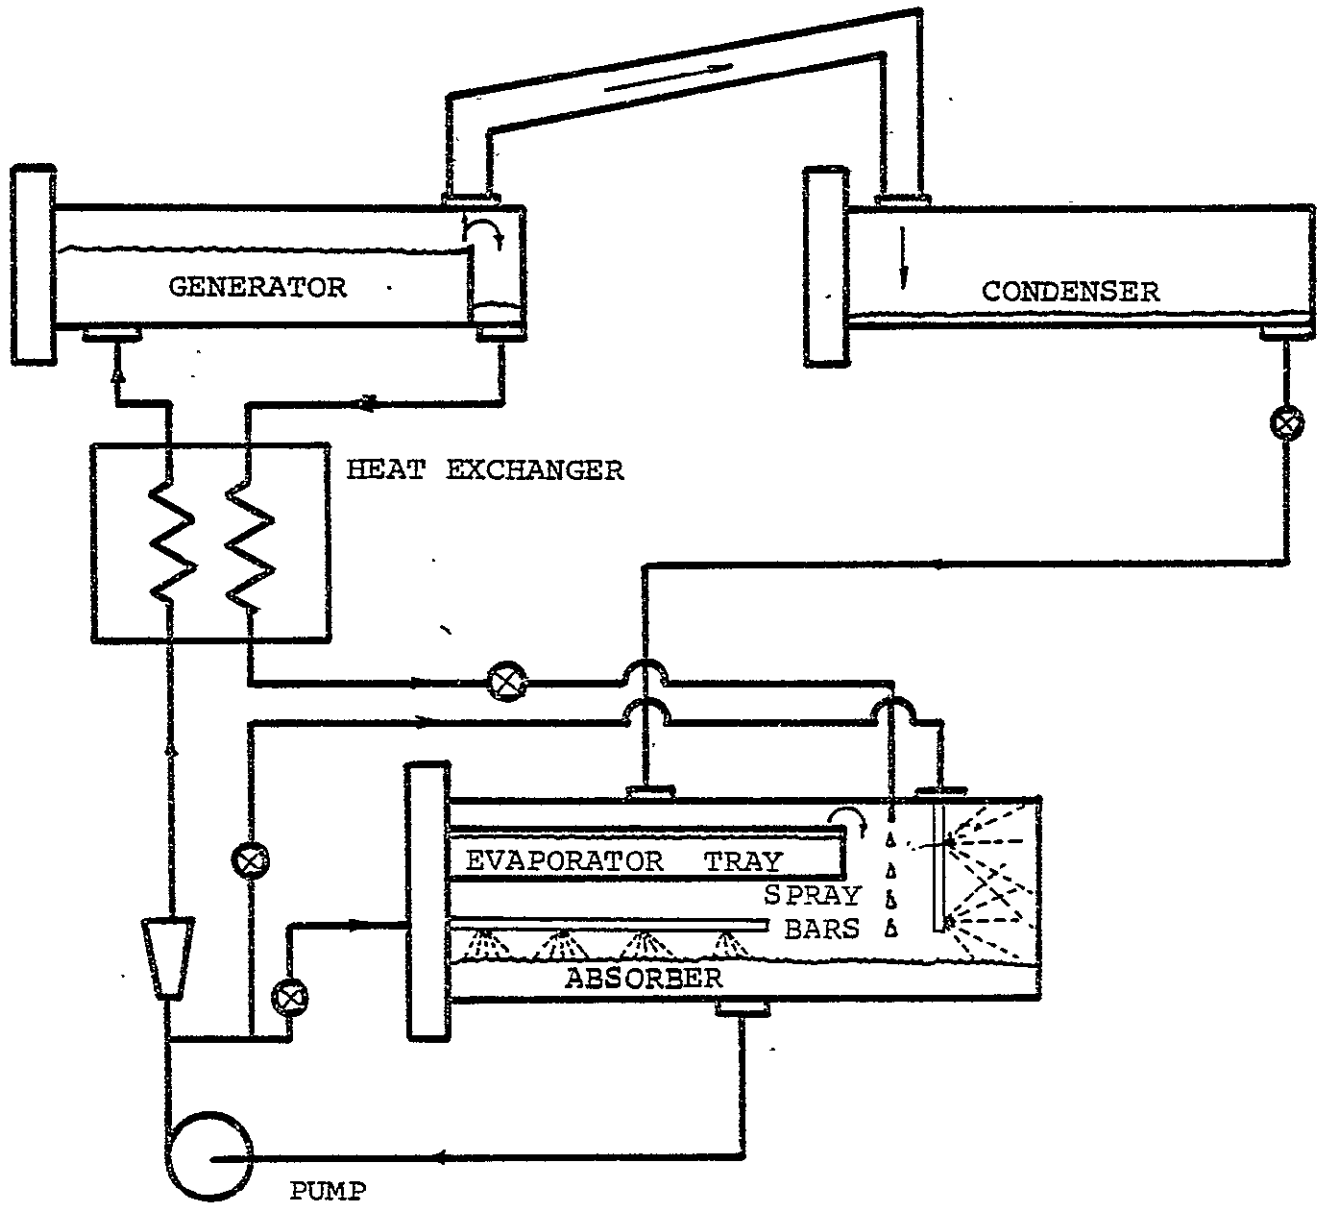 GENERATOR
CONDENSER
HEAT EXCHANGER
EVAPORATOR TRAY
SPRAY
BARS
ABSORBER
PUMP